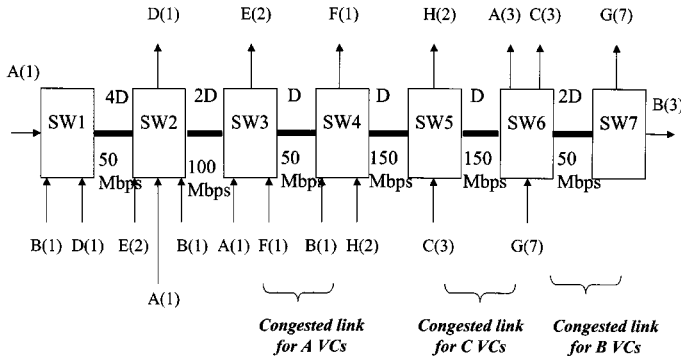 D(1) E(2) F(1) H(2) A(3) C(3) G(7)
A(1) 4D 2D D D D 2D B(3)
SW1 SW2 SW3 SW4 SW5 SW6 SW7
50 Mbps
100 Mbps
50 Mbps
150 Mbps
150 Mbps
50 Mbps
B(1) D(1) E(2) B(1) A(1) F(1) B(1) H(2) C(3) G(7)
A(1)
Congested link
for A VCs
Congested link
for C VCs
Congested link
for B VCs